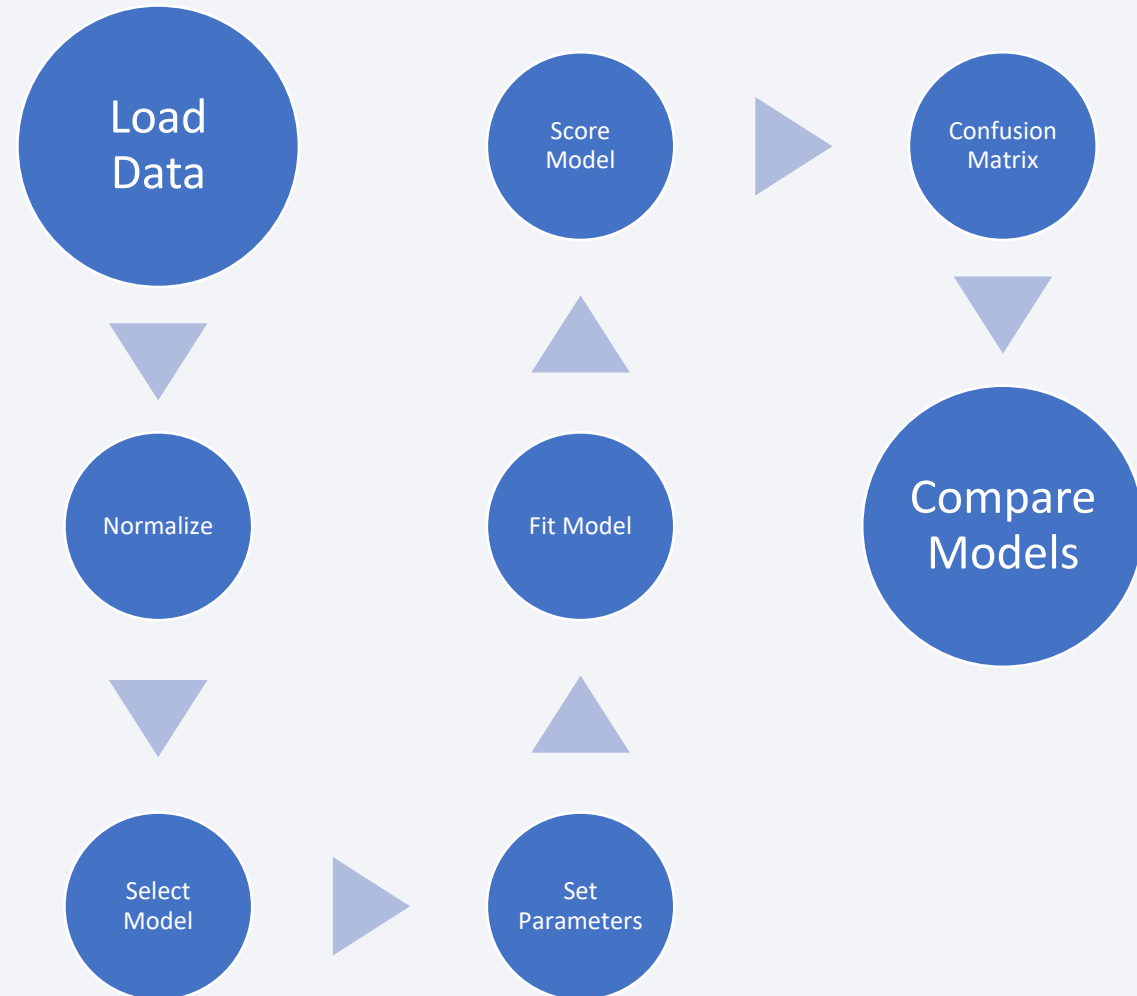 Load
Data
Normalize
Select
Model
Set
Parameters
Fit Model
Score
Model
Confusion
Matrix
Compare
Models